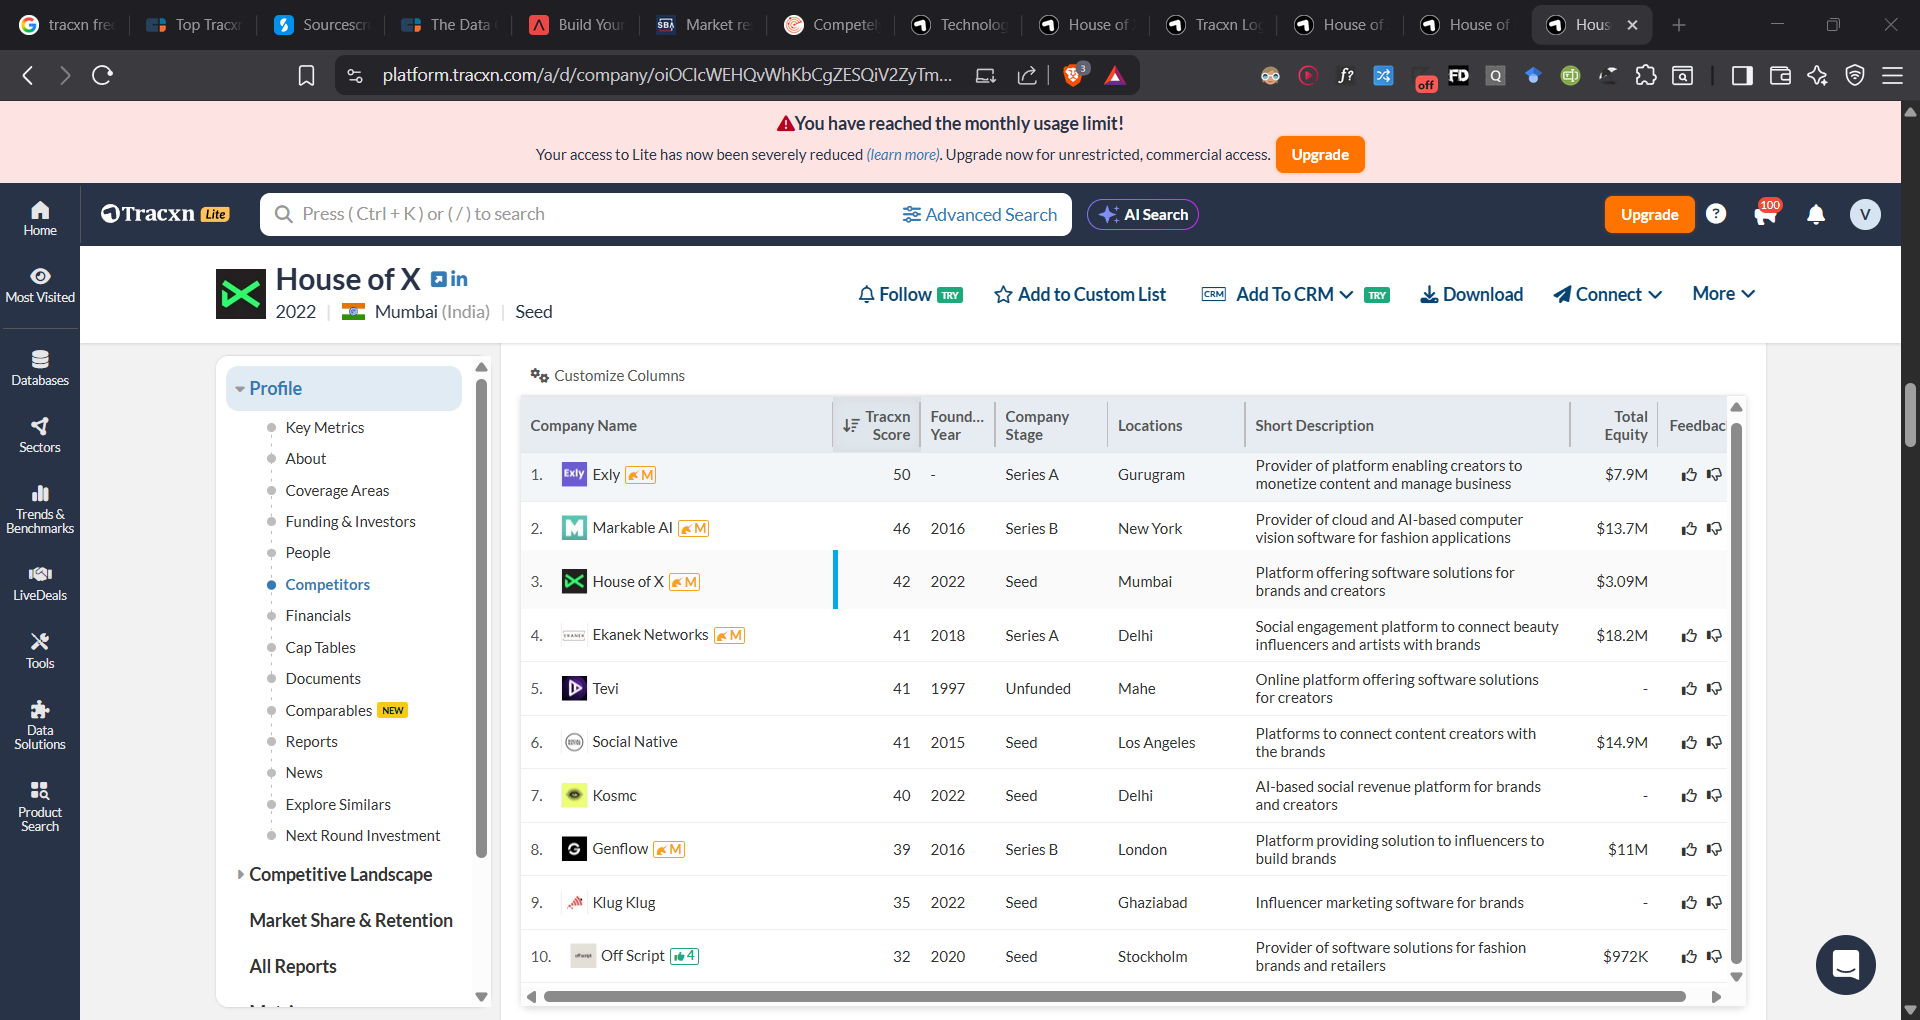 tracxn fre
Top Tracx
Sourcescr
The Data
Build Your
Market re
Compete
Technolog
House of
Tracxn Lo
House of
House of
Hous
platform.tracxn.com/a/d/company/oiOCIcWEHQvWhKbCgZESQiV2ZyTm...
3
f?
off
FD
Q
You have reached the monthly usage limit!
Your access to Lite has now been severely reduced (learn more). Upgrade now for unrestricted, commercial access.
Upgrade
Tracxn Lite
Press ( Ctrl + K ) or ( / ) to search
Advanced Search
AI Search
Upgrade
?
100
V
Home
Most Visited
Databases
Sectors
Trends &
Benchmarks
LiveDeals
Tools
Data
Solutions
Product
Search
House of X
in
2022
Mumbai (India)
Seed
Follow TRY
Add to Custom List
CRM Add To CRM TRY
Download
Connect
More
Profile
Key Metrics
About
Coverage Areas
Funding & Investors
People
Competitors
Financials
Cap Tables
Documents
Comparables NEW
Reports
News
Explore Similars
Next Round Investment
Competitive Landscape
Market Share & Retention
All Reports
Customize Columns
Company Name
Tracxn
Score
Found...
Year
Company
Stage
Locations
Short Description
Total
Equity
Feedbac
1. Exly M 50 - Series A Gurugram Provider of platform enabling creators to
monetize content and manage business $7.9M
2. Markable AI M 46 2016 Series B New York Provider of cloud and AI-based computer
vision software for fashion applications $13.7M
3. House of X M 42 2022 Seed Mumbai Platform offering software solutions for
brands and creators $3.09M
4. Ekanek Networks M 41 2018 Series A Delhi Social engagement platform to connect beauty
influencers and artists with brands $18.2M
5. Tevi 41 1997 Unfunded Mahe Online platform offering software solutions
for creators -
6. Social Native 41 2015 Seed Los Angeles Platforms to connect content creators with
the brands $14.9M
7. Kosmc 40 2022 Seed Delhi AI-based social revenue platform for brands
and creators -
8. Genflow M 39 2016 Series B London Platform providing solution to influencers to
build brands $11M
9. Klug Klug 35 2022 Seed Ghaziabad Influencer marketing software for brands -
10. Off Script 4 32 2020 Seed Stockholm Provider of software solutions for fashion
brands and retailers $972K